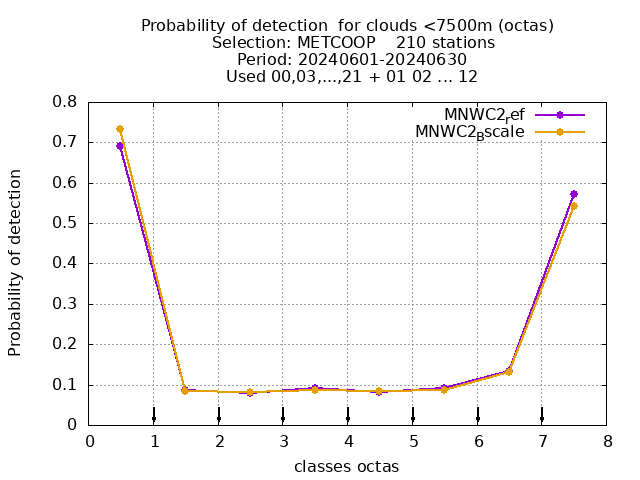 Probability of detection  for clouds <7500m (octas)
Selection: METCOOP    210 stations
Period: 20240601-20240630
Used 00,03,...,21 + 01 02 ... 12
MNWC2ref
MNWC2Bscale
0.8
0.7
0.6
0.5
0.4
0.3
0.2
0.1
0
Probability of detection
0 1 2 3 4 5 6 7 8
classes octas